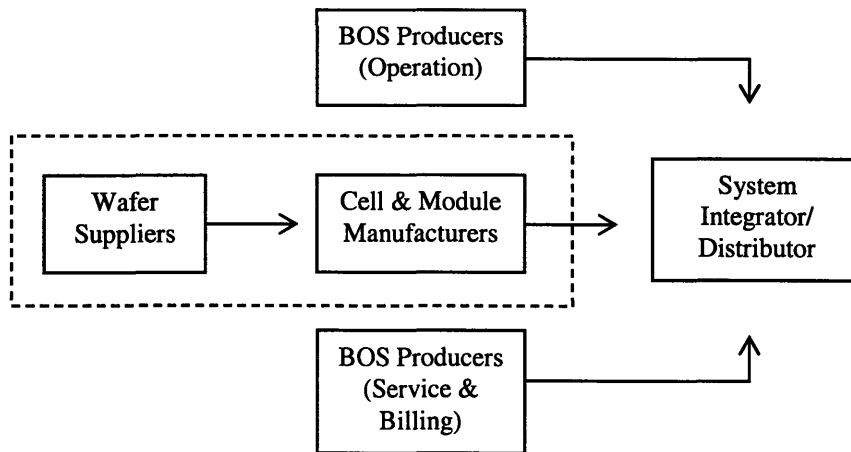 BOS Producers
(Operation)
Wafer
Suppliers
Cell & Module
Manufacturers
System
Integrator/
Distributor
BOS Producers
(Service &
Billing)